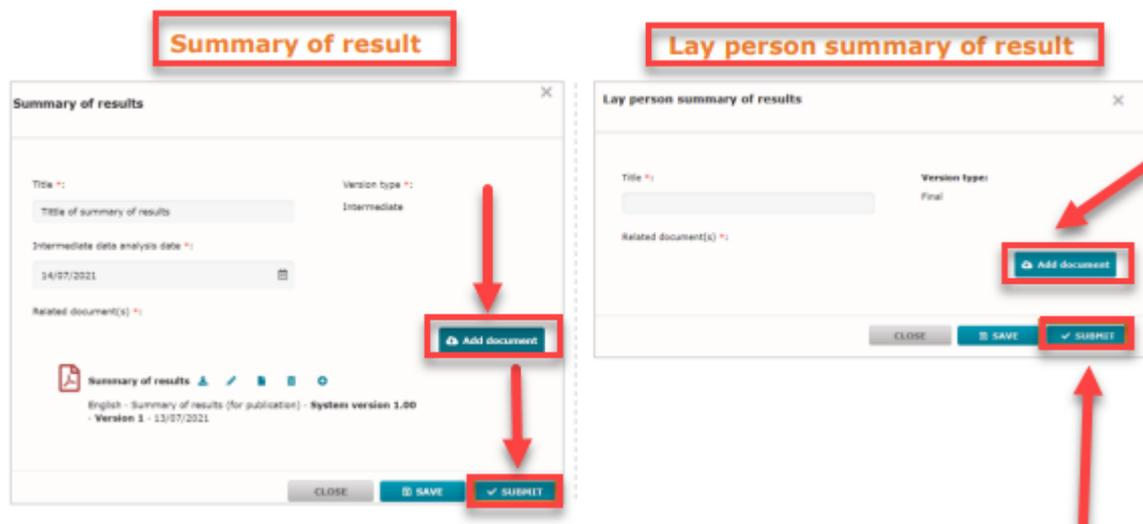 Summary of result
Summary of results
Title *:
Version type *:
Tittle of summary of results
Intermediate
Intermediate data analysis date *:
14/07/2021
Related document(s) *:
Add document
Summary of results
English - Summary of results (for publication) - System version 1.00
- Version 1 - 13/07/2021
CLOSE
SAVE
SUBMIT
Lay person summary of result
Lay person summary of results
Title *:
Version type:
Final
Related document(s) *:
Add document
CLOSE
SAVE
SUBMIT